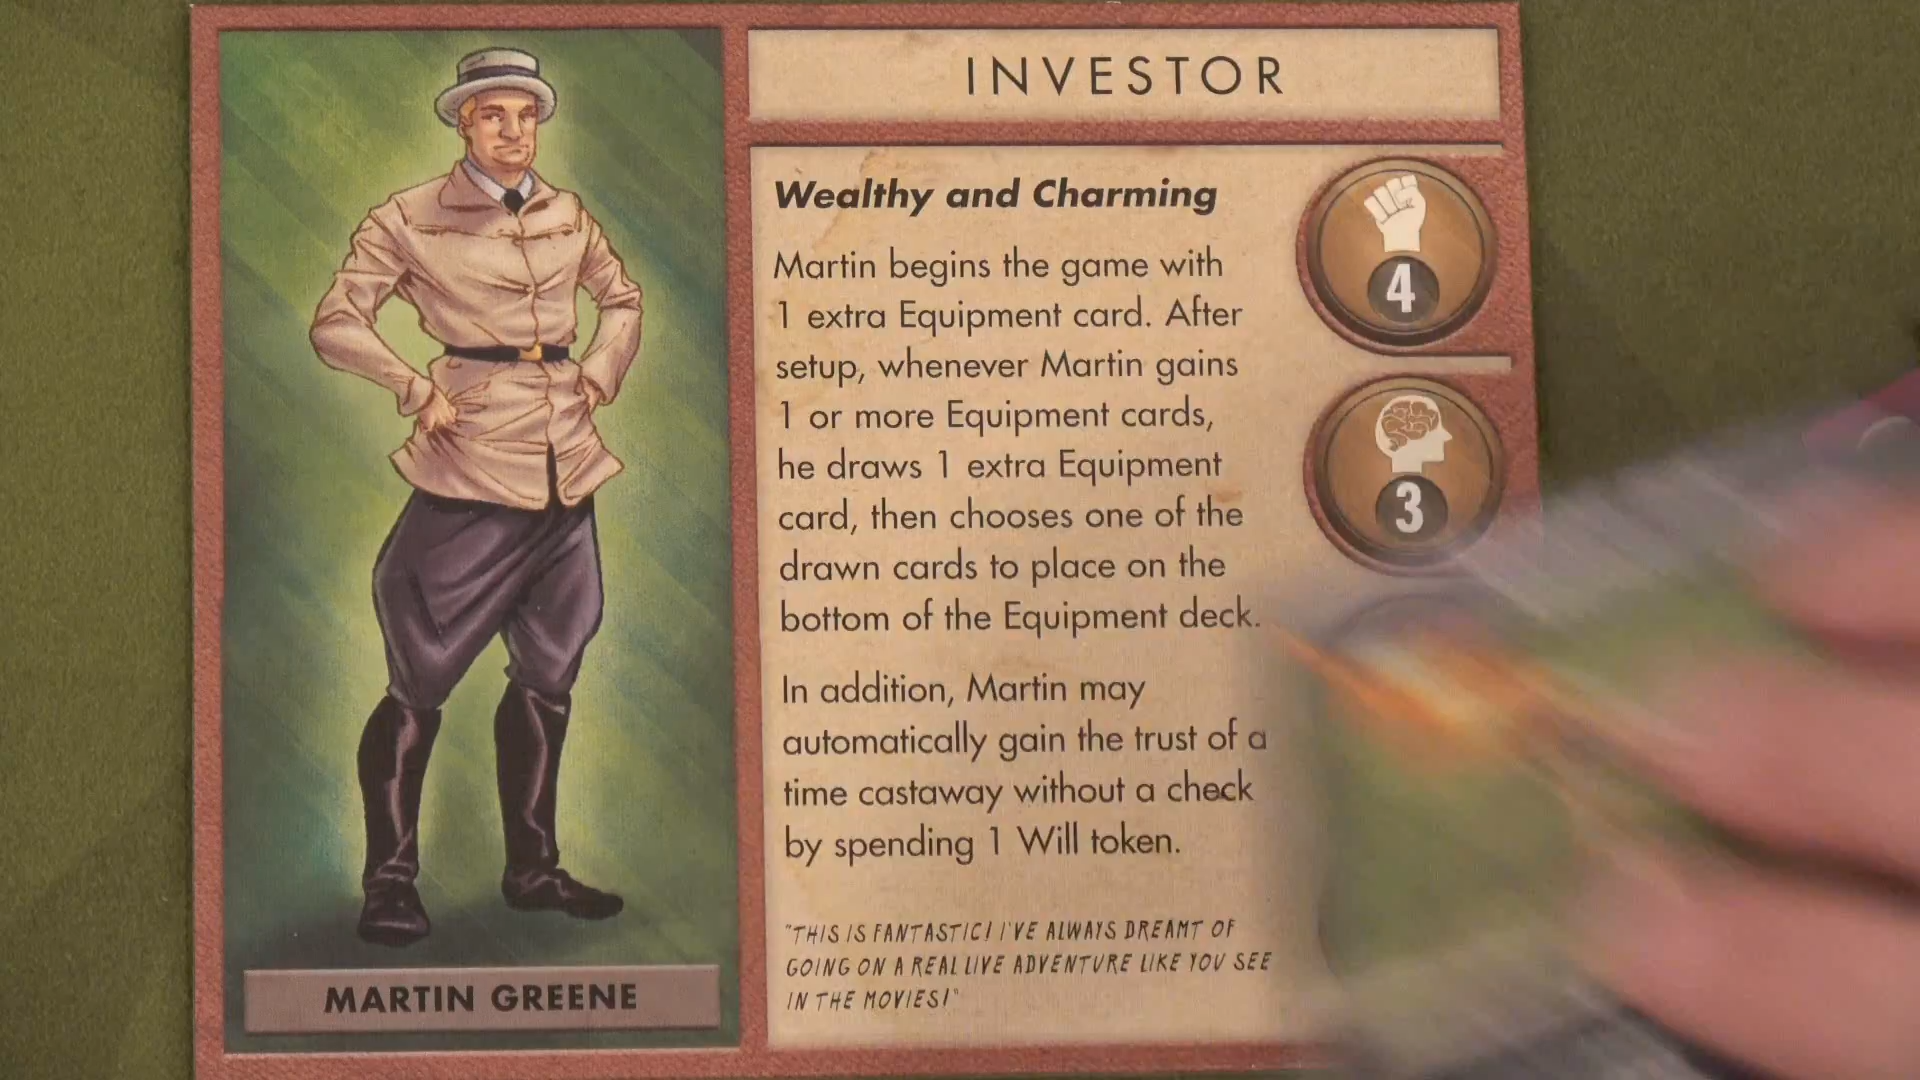 INVESTOR
Wealthy and Charming
Martin begins the game with
1 extra Equipment card. After
setup, whenever Martin gains
1 or more Equipment cards,
he draws 1 extra Equipment
card, then chooses one of the
drawn cards to place on the
bottom of the Equipment deck.
In addition, Martin may
automatically gain the trust of a
time castaway without a check
by spending 1 Will token.
"THIS IS FANTASTIC! I'VE ALWAYS DREAMT OF
GOING ON A REAL LIVE ADVENTURE LIKE YOU SEE
IN THE MOVIES!"
4
3
MARTIN GREENE